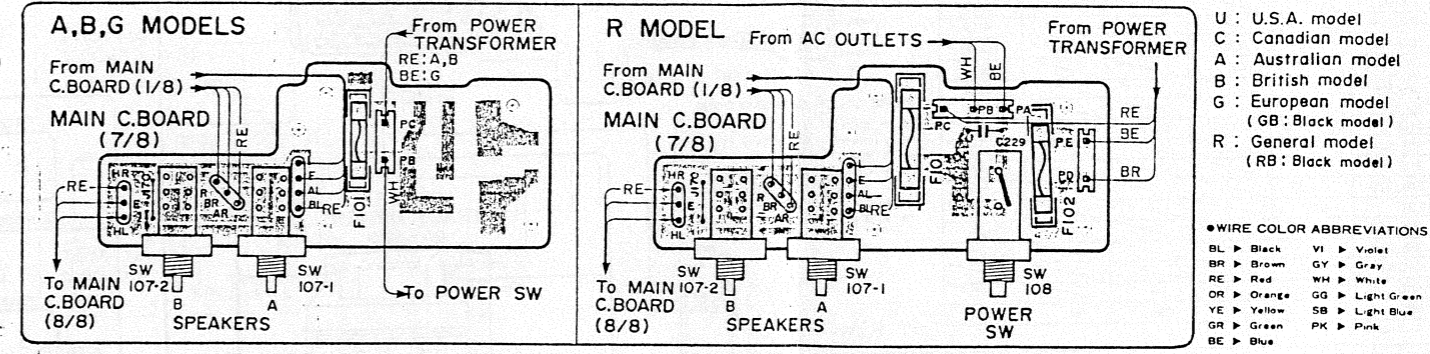 A,B,G MODELS
From POWER
TRANSFORMER
RE:A,B
BE:G
From MAIN
C.BOARD (1/8)
MAIN C.BOARD
(7/8)
RE
PC
PB
WH
HR
J170
RE
E
HL
R
BR
AR
E
AL
BL
RE
F101
SW
107-2
B
SW
107-1
A
SPEAKERS
To MAIN
C.BOARD
(8/8)
To POWER SW
R MODEL
From AC OUTLETS
From POWER
TRANSFORMER
From MAIN
C.BOARD (1/8)
MAIN C.BOARD
(7/8)
WH
BE
RE
PB
PA
PC
C229
RE
BE
BR
PE
PD
F101
F102
HR
J170
RE
E
HL
R
BR
AR
E
AL
BL
RE
SW
107-2
B
SW
107-1
A
SPEAKERS
To MAIN
C.BOARD
(8/8)
SW
108
POWER
SW
U : U.S.A. model
C : Canadian model
A : Australian model
B : British model
G : European model
(GB : Black model)
R : General model
(RB : Black model)
●WIRE COLOR ABBREVIATIONS
BL ▶ Black VI ▶ Violet
BR ▶ Brown GY ▶ Gray
RE ▶ Red WH ▶ White
OR ▶ Orange GG ▶ Light Green
YE ▶ Yellow SB ▶ Light Blue
GR ▶ Green PK ▶ Pink
BE ▶ Blue